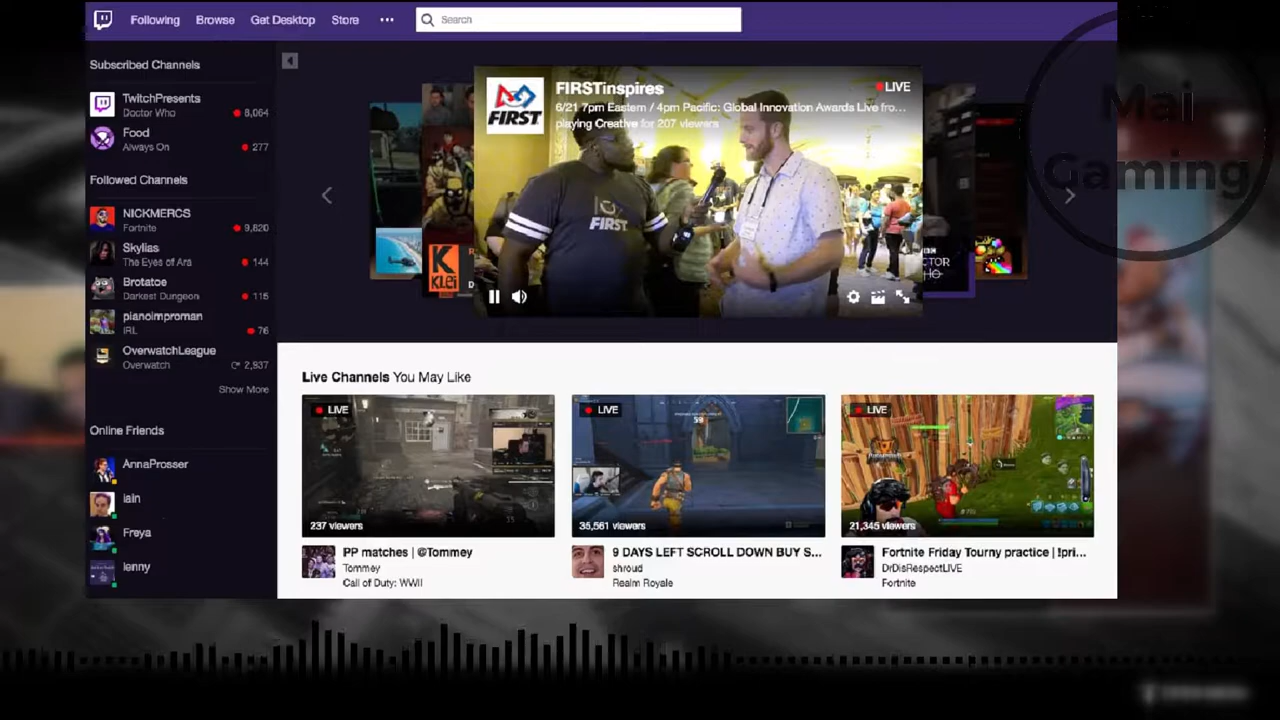 Following Browse Get Desktop Store ••• Search
Subscribed Channels
TwitchPresents
Doctor Who 8,064
Food
Always On 277
Followed Channels
NICKMERCS
Fortnite 9,820
Skylias
The Eyes of Ara 144
Brotatoe
Darkest Dungeon 115
pianoimproman
IRL 76
OverwatchLeague
Overwatch 2,937
Show More
Online Friends
AnnaProsser
iain
Freya
lenny
FIRSTinspires
LIVE
6/21 7pm Eastern / 4pm Pacific: Global Innovation Awards Live fro...
playing Creative for 207 viewers
FIRST
FIRST
K
Klei
Mai
Gaming
Live Channels You May Like
LIVE
237 viewers
PP matches | @Tommey
Tommey
Call of Duty: WWII
LIVE
35,561 viewers
9 DAYS LEFT SCROLL DOWN BUY S...
shroud
Realm Royale
LIVE
21,345 viewers
Fortnite Friday Tourny practice | !pri...
DrDisRespectLIVE
Fortnite